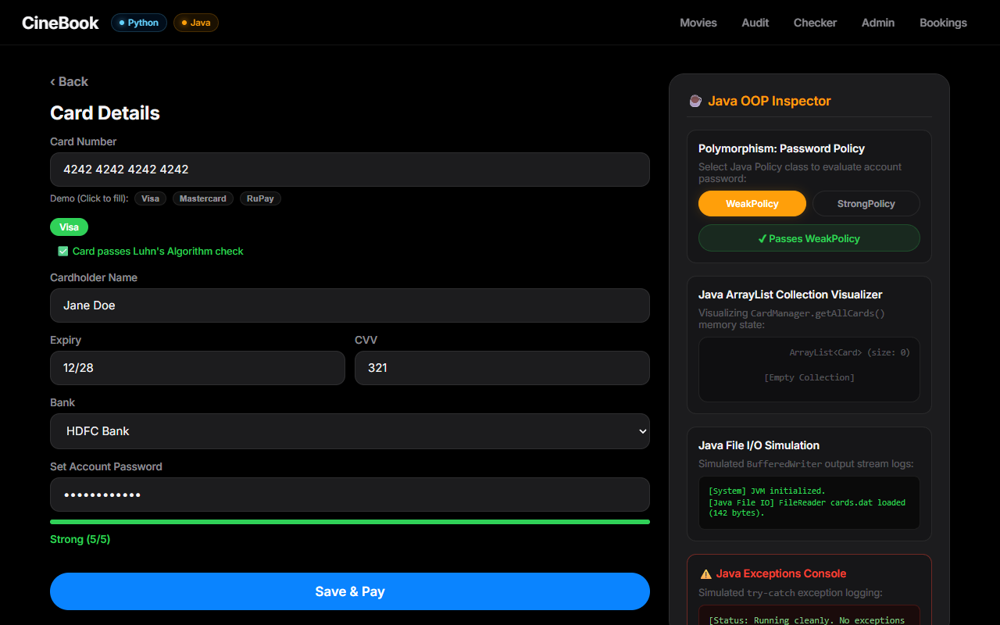 CineBook
Python
Java
Movies
Audit
Checker
Admin
Bookings
‹ Back
Card Details
Card Number
4242 4242 4242 4242
Demo (Click to fill):
Visa
Mastercard
RuPay
Visa
✅ Card passes Luhn's Algorithm check
Cardholder Name
Jane Doe
Expiry
CVV
12/28
321
Bank
HDFC Bank
Set Account Password
••••••••••••
Strong (5/5)
Save & Pay
Java OOP Inspector
Polymorphism: Password Policy
Select Java Policy class to evaluate account
password:
WeakPolicy
StrongPolicy
✓ Passes WeakPolicy
Java ArrayList Collection Visualizer
Visualizing CardManager.getAllCards()
memory state:
ArrayList<Card> (size: 0)
[Empty Collection]
Java File I/O Simulation
Simulated BufferedWriter output stream logs:
[System] JVM initialized.
[Java File IO] FileReader cards.dat loaded
(142 bytes).
⚠️ Java Exceptions Console
Simulated try-catch exception logging:
[Status: Running cleanly. No exceptions